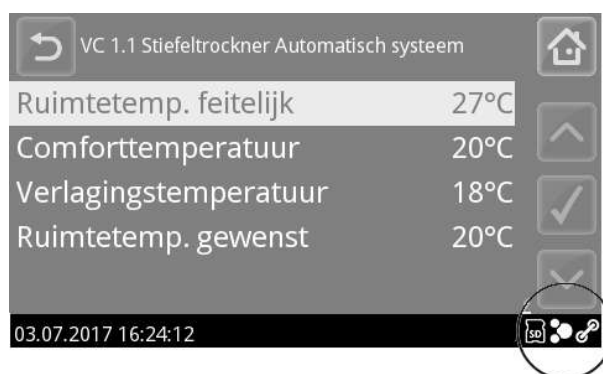 VC 1.1 Stiefeltrockner Automatisch systeem
Ruimtetemp. feitelijk 27°C
Comforttemperatuur 20°C
Verlagingstemperatuur 18°C
Ruimtetemp. gewenst 20°C
03.07.2017 16:24:12 SD